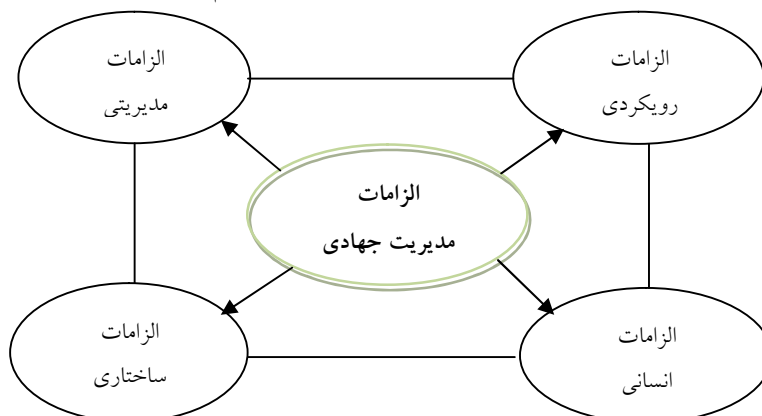 الزامات
رویکردی
الزامات
مدیریتی
الزامات
مدیریت جهادی
الزامات
انسانی
الزامات
ساختاری